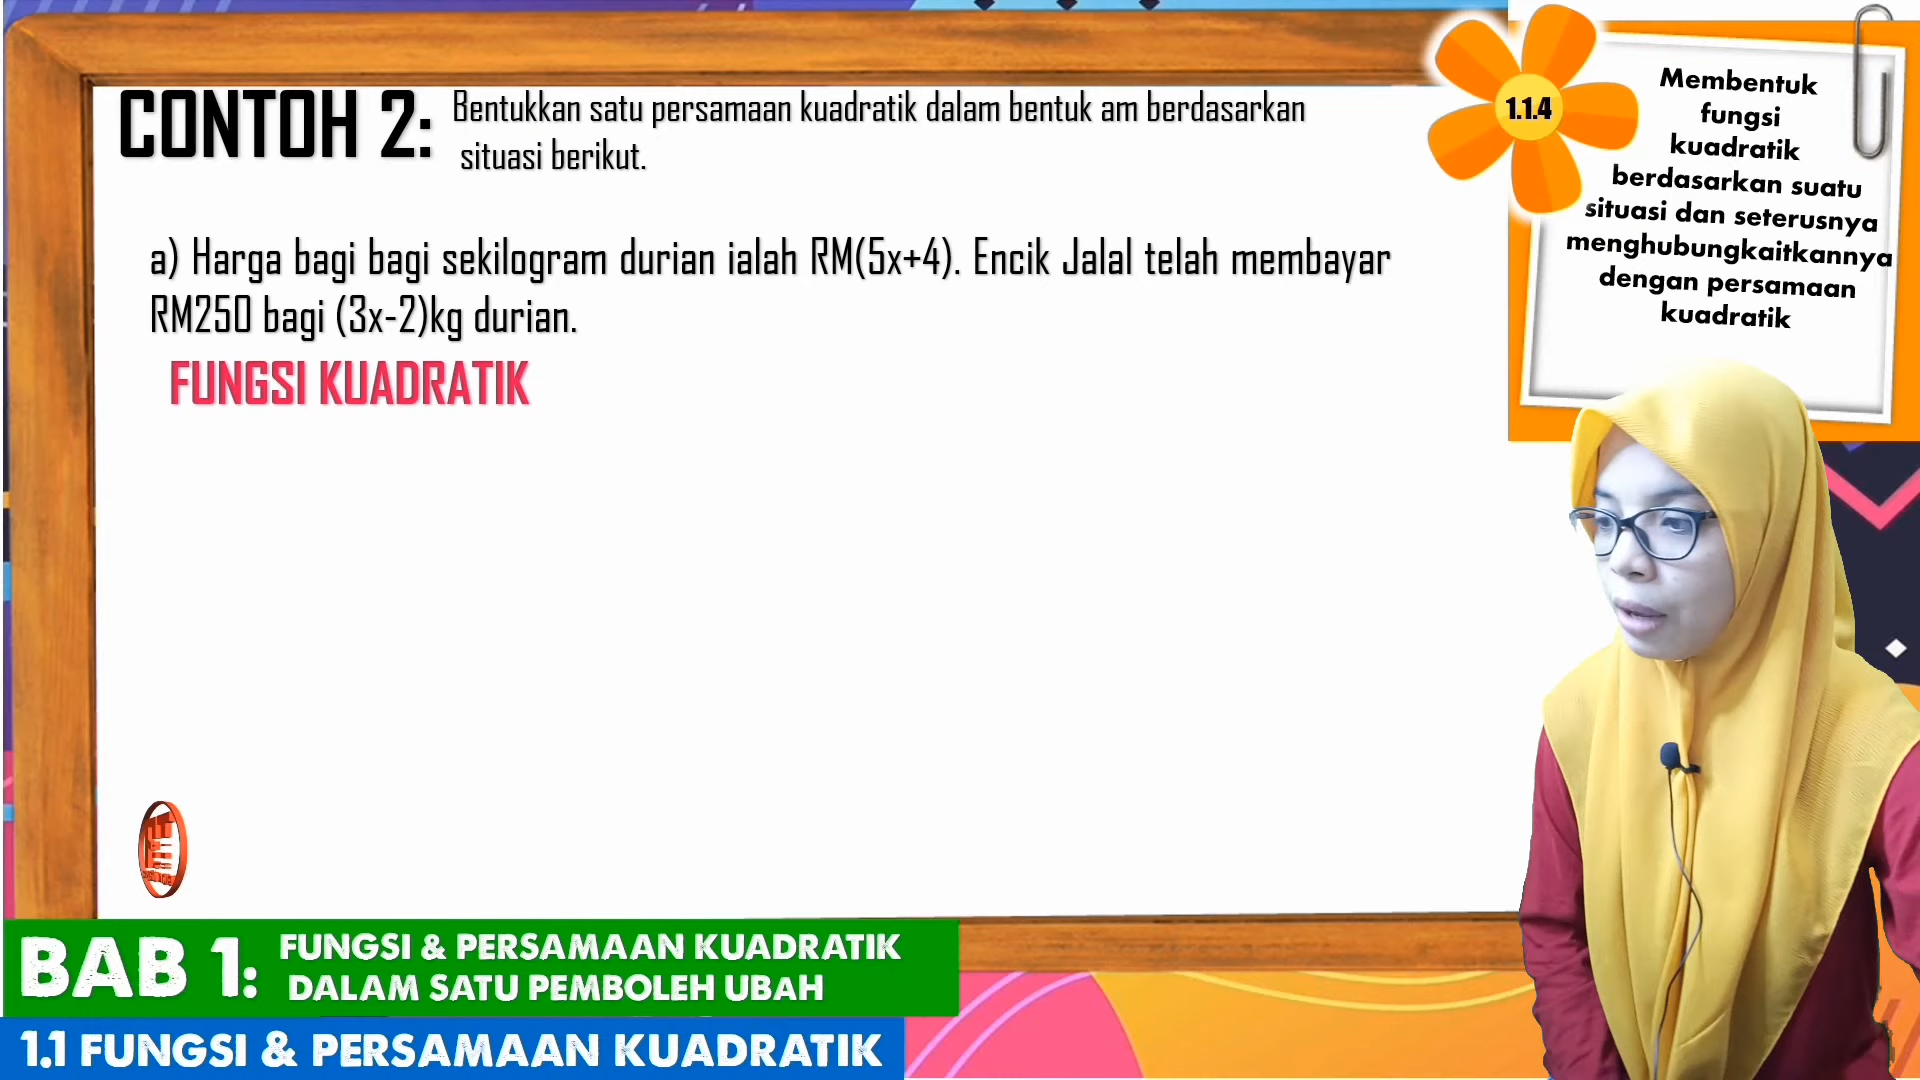 CONTOH 2: Bentukkan satu persamaan kuadratik dalam bentuk am berdasarkan
situasi berikut.
a) Harga bagi bagi sekilogram durian ialah RM(5x+4). Encik Jalal telah membayar
RM250 bagi (3x-2)kg durian.
FUNGSI KUADRATIK
1.1.4
Membentuk
fungsi
kuadratik
berdasarkan suatu
situasi dan seterusnya
menghubungkaitkannya
dengan persamaan
kuadratik
BAB 1: FUNGSI & PERSAMAAN KUADRATIK
DALAM SATU PEMBOLEH UBAH
1.1 FUNGSI & PERSAMAAN KUADRATIK